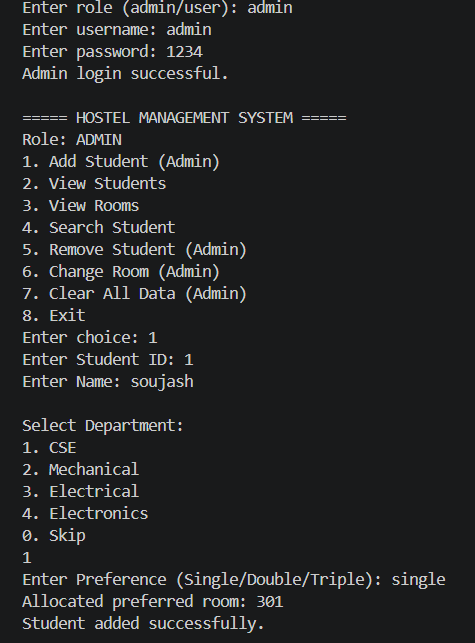 Enter role (admin/user): admin
Enter username: admin
Enter password: 1234
Admin login successful.
===== HOSTEL MANAGEMENT SYSTEM =====
Role: ADMIN
1. Add Student (Admin)
2. View Students
3. View Rooms
4. Search Student
5. Remove Student (Admin)
6. Change Room (Admin)
7. Clear All Data (Admin)
8. Exit
Enter choice: 1
Enter Student ID: 1
Enter Name: soujash
Select Department:
1. CSE
2. Mechanical
3. Electrical
4. Electronics
0. Skip
1
Enter Preference (Single/Double/Triple): single
Allocated preferred room: 301
Student added successfully.